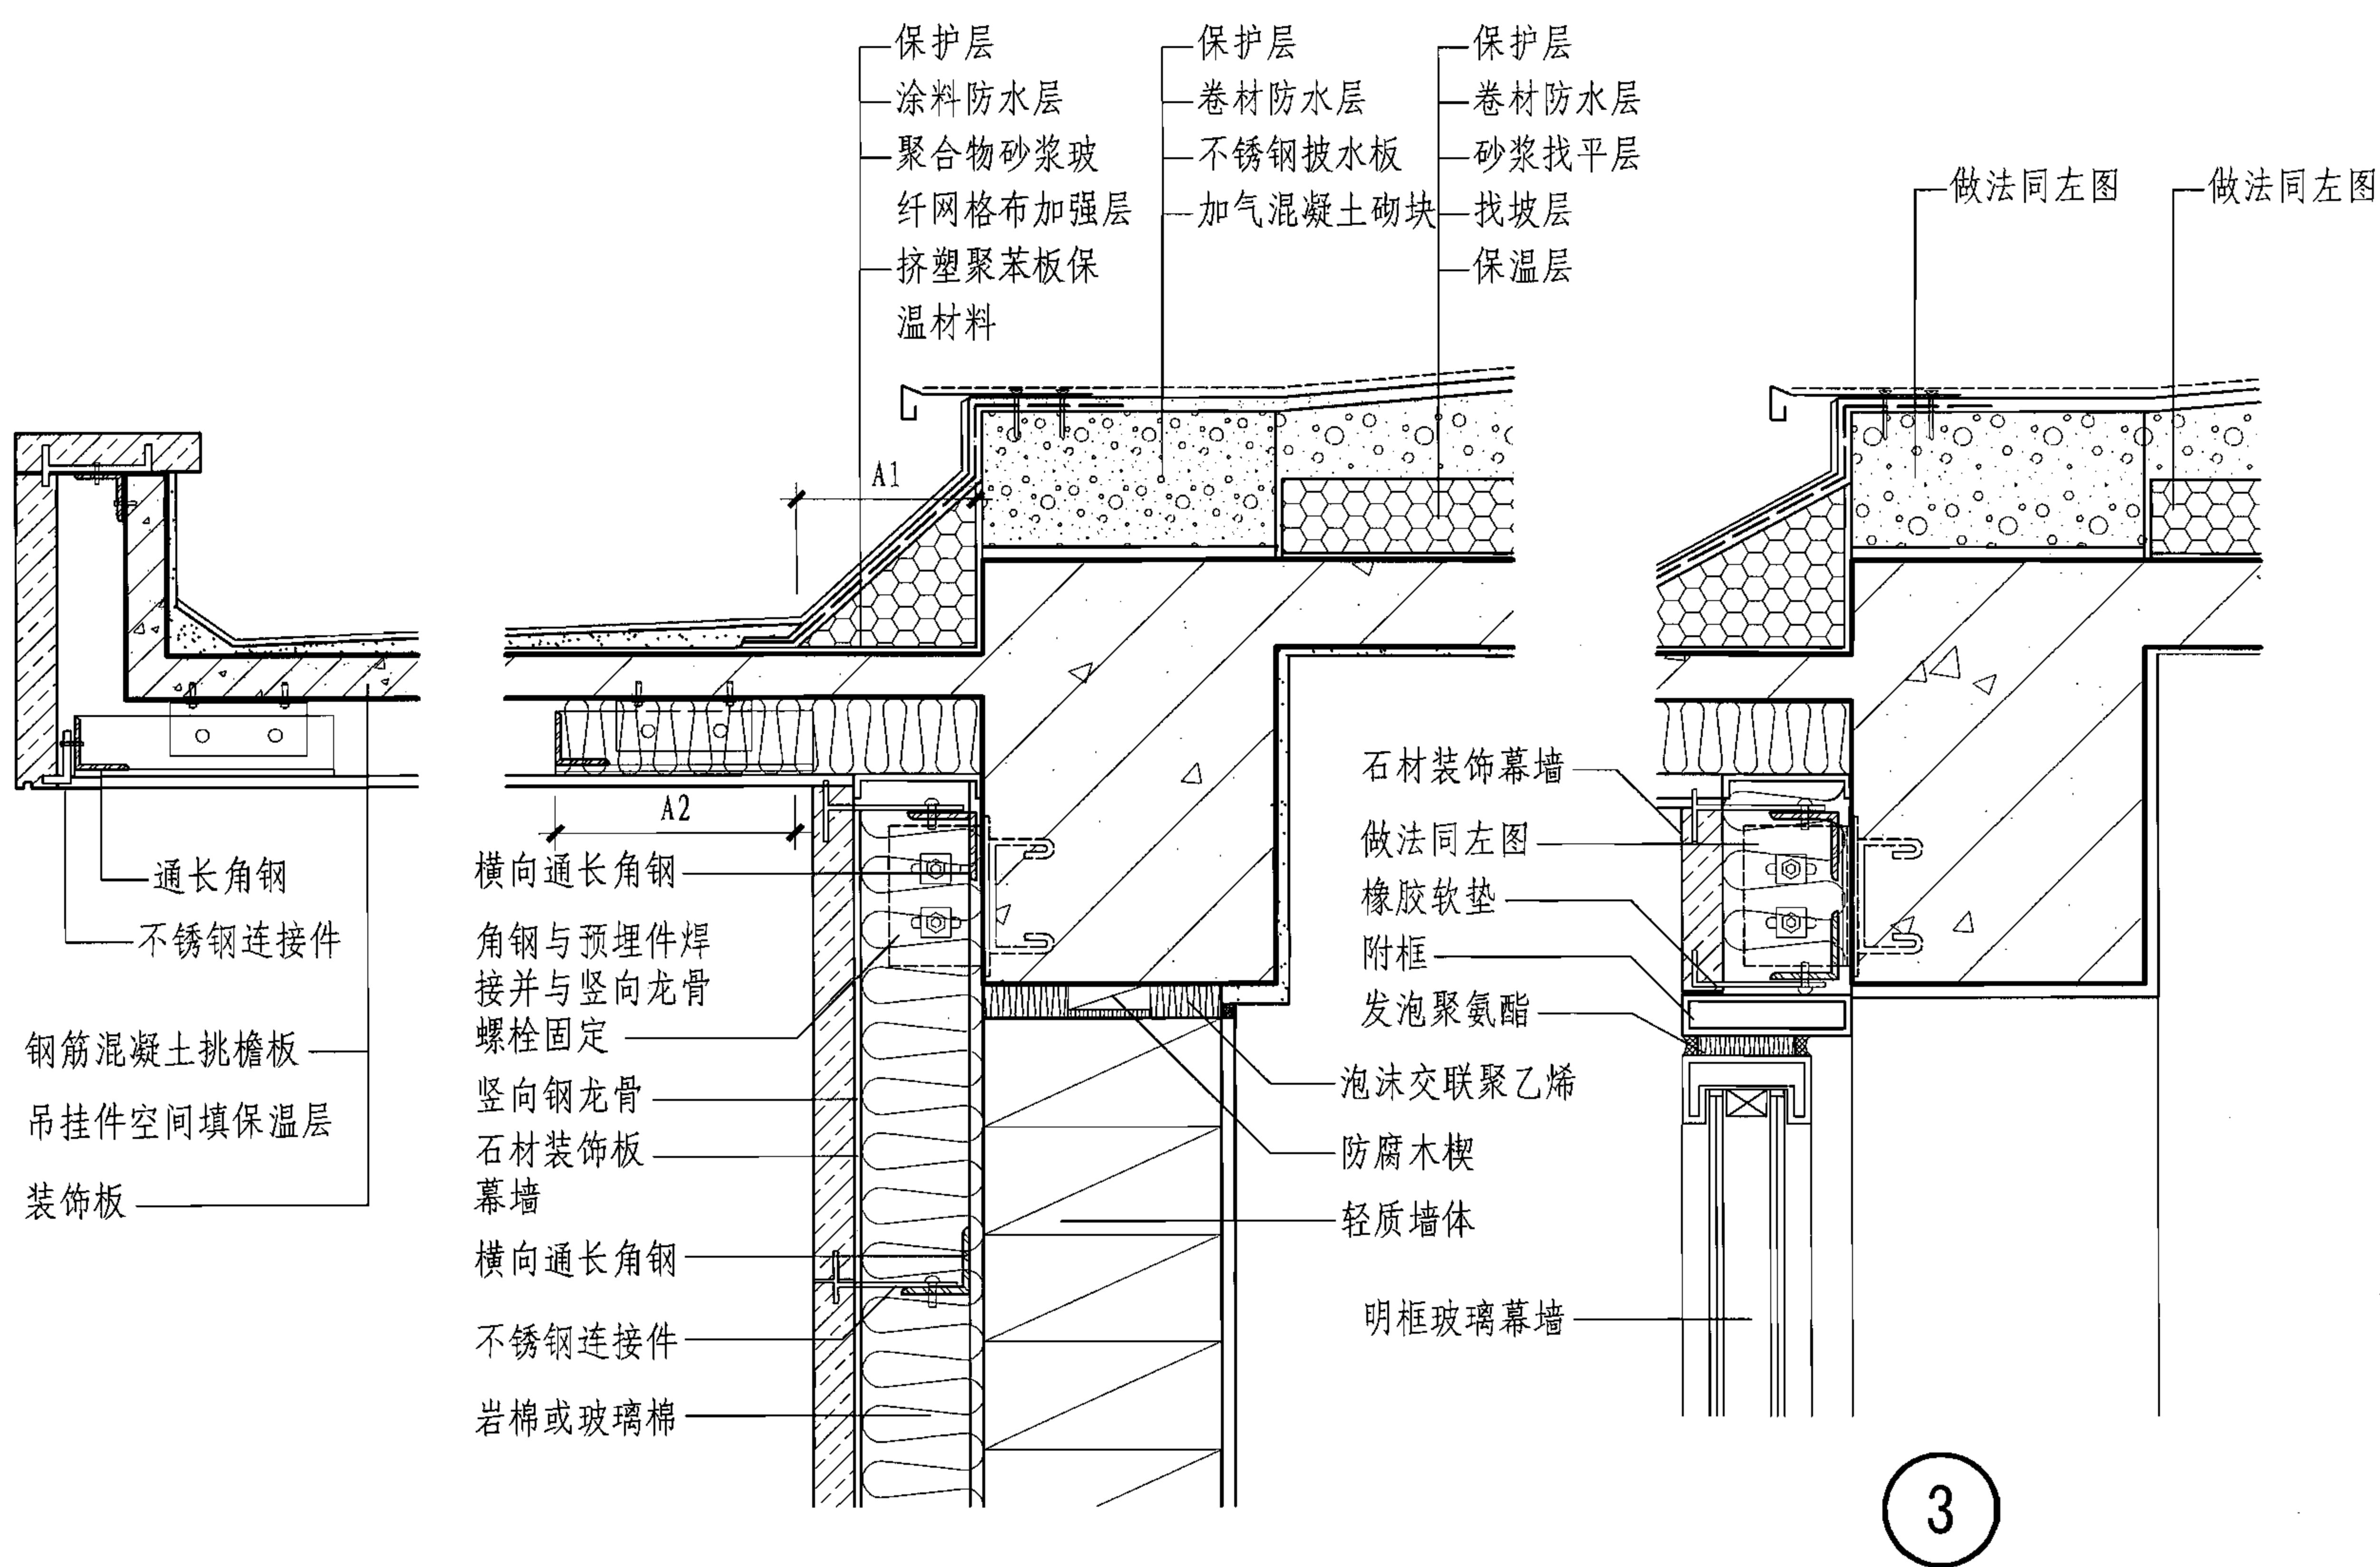 保护层
涂料防水层
聚合物砂浆玻
纤网格布加强层
挤塑聚苯板保
温材料
保护层
卷材防水层
不锈钢披水板
加气混凝土砌块
保护层
卷材防水层
砂浆找平层
找坡层
保温层
做法同左图
做法同左图
A1
A2
通长角钢
不锈钢连接件
钢筋混凝土挑檐板
吊挂件空间填保温层
装饰板
横向通长角钢
角钢与预埋件焊
接并与竖向龙骨
螺栓固定
竖向钢龙骨
石材装饰板
幕墙
横向通长角钢
不锈钢连接件
岩棉或玻璃棉
石材装饰幕墙
做法同左图
橡胶软垫
附框
发泡聚氨酯
泡沫交联聚乙烯
防腐木楔
轻质墙体
明框玻璃幕墙
3